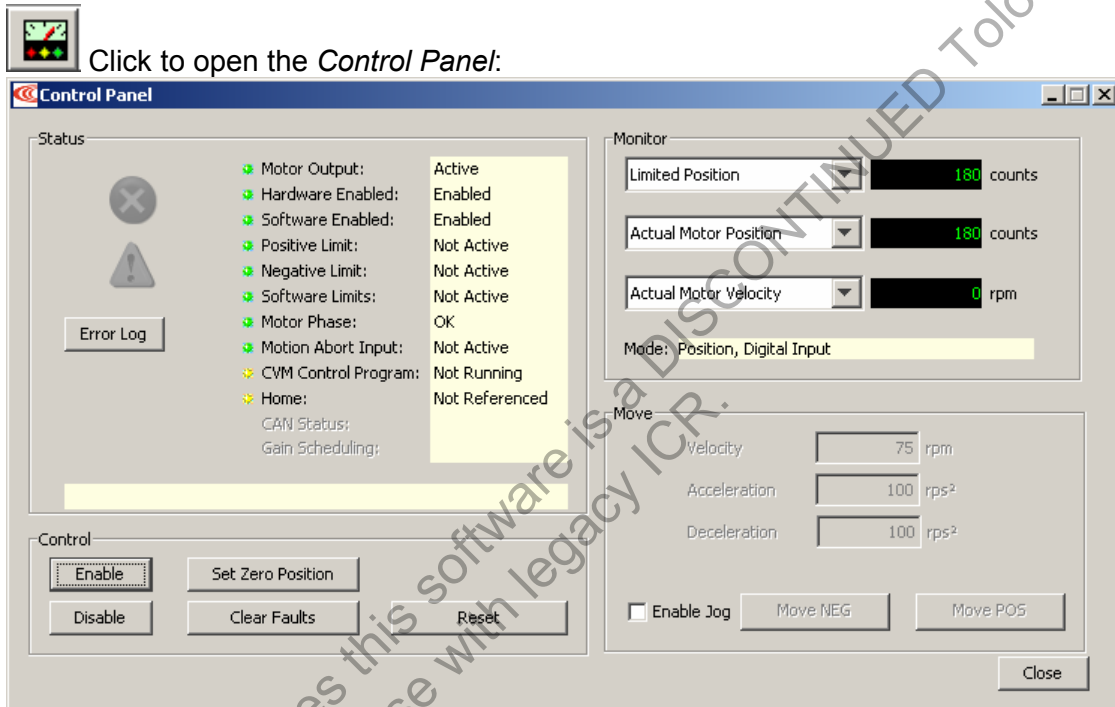 Click to open the Control Panel:
Control Panel
Status
Motor Output: Active
Hardware Enabled: Enabled
Software Enabled: Enabled
Positive Limit: Not Active
Negative Limit: Not Active
Software Limits: Not Active
Motor Phase: OK
Motion Abort Input: Not Active
CVM Control Program: Not Running
Home: Not Referenced
CAN Status:
Gain Scheduling:
Error Log
Monitor
Limited Position 180 counts
Actual Motor Position 180 counts
Actual Motor Velocity 0 rpm
Mode: Position, Digital Input
Control
Enable Set Zero Position
Disable Clear Faults Reset
Move
Velocity 75 rpm
Acceleration 100 rps²
Deceleration 100 rps²
Enable Jog Move NEG Move POS
Close
es this software is a DISCONTINUED
se with legacy ICR.